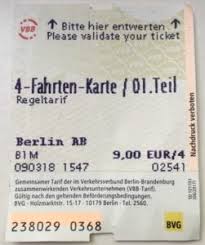 VBB
↑ Bitte hier entwerten ↑
Please validate your ticket
4-Fahrten-Karte / 01.Teil
Regeltarif
Berlin AB
B1M 9,00 EUR/4
090318 1547 02541
Nachdruck verboten
Gemeinsamer Tarif der im Verkehrsverbund Berlin-Brandenburg
zusammenwirkenden Verkehrsunternehmen (VBB-Tarif).
Gültig nach den geltenden Beförderungsbedingungen.
BVG - Holzmarktstr. 15-17 - 10179 Berlin - Tel. 2560.
238029 0368 BVG